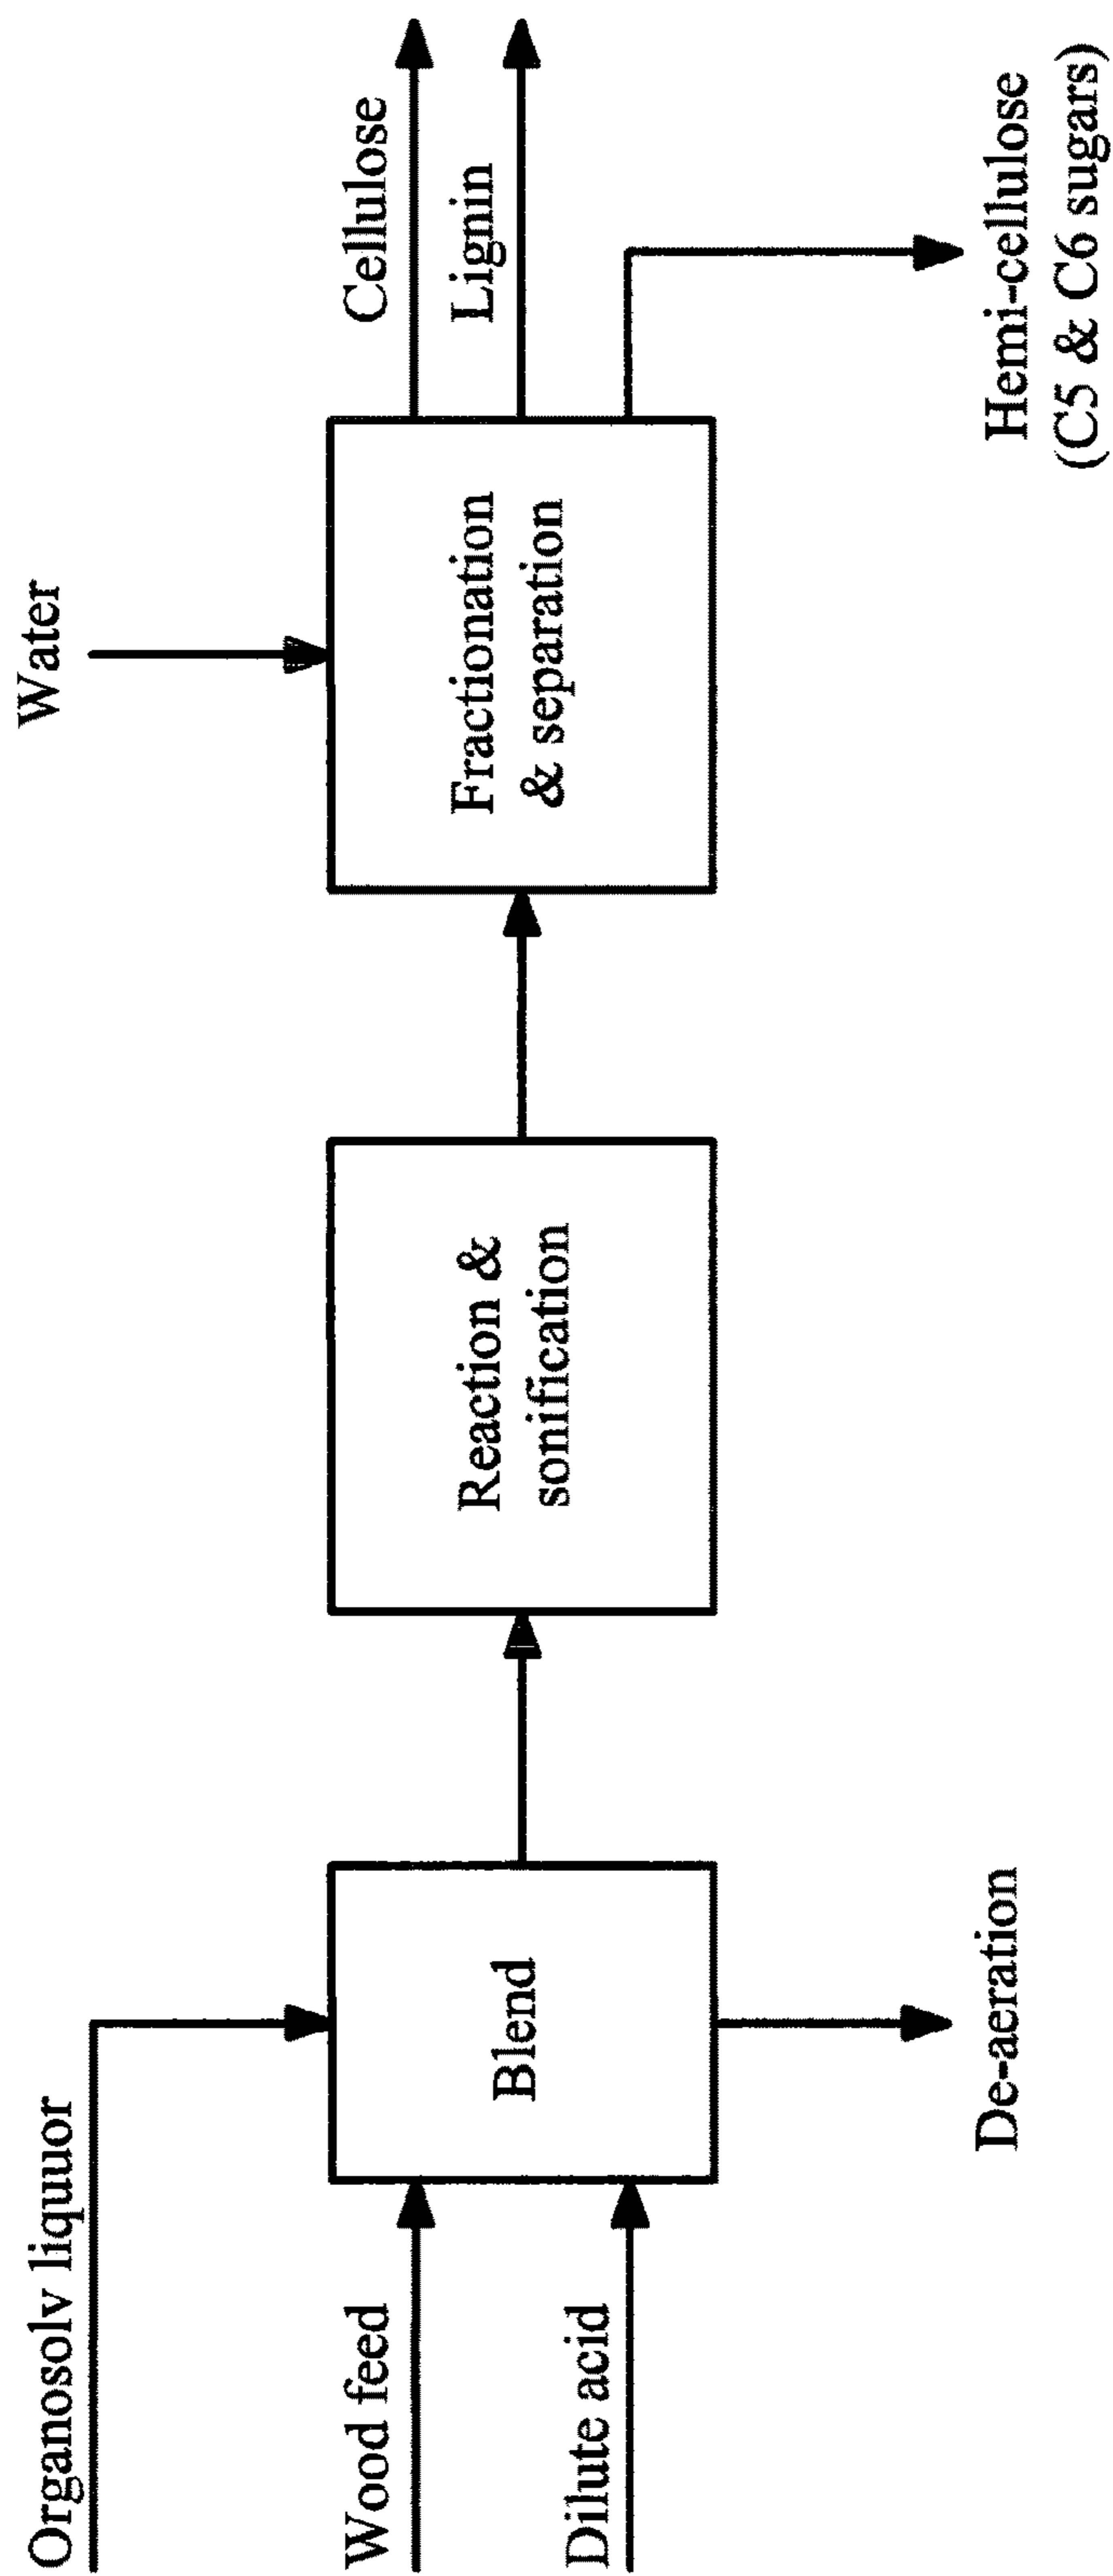 Organosolv liquuor
Wood feed
Dilute acid
Blend
De-aeration
Reaction &
sonification
Water
Fractionation
& separation
Cellulose
Lignin
Hemi-cellulose
(C5 & C6 sugars)